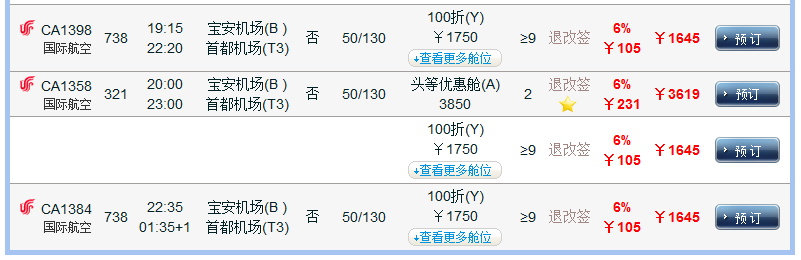 CA1398 国际航空 738 19:15 22:20 宝安机场(B ) 首都机场(T3) 否 50/130 100折(Y) ￥1750 查看更多舱位 ≥9 退改签 6% ￥105 ￥1645 预订
CA1358 国际航空 321 20:00 23:00 宝安机场(B ) 首都机场(T3) 否 50/130 头等优惠舱(A) 3850 2 退改签 6% ￥231 ￥3619 预订
100折(Y) ￥1750 查看更多舱位 ≥9 退改签 6% ￥105 ￥1645 预订
CA1384 国际航空 738 22:35 01:35+1 宝安机场(B ) 首都机场(T3) 否 50/130 100折(Y) ￥1750 查看更多舱位 ≥9 退改签 6% ￥105 ￥1645 预订